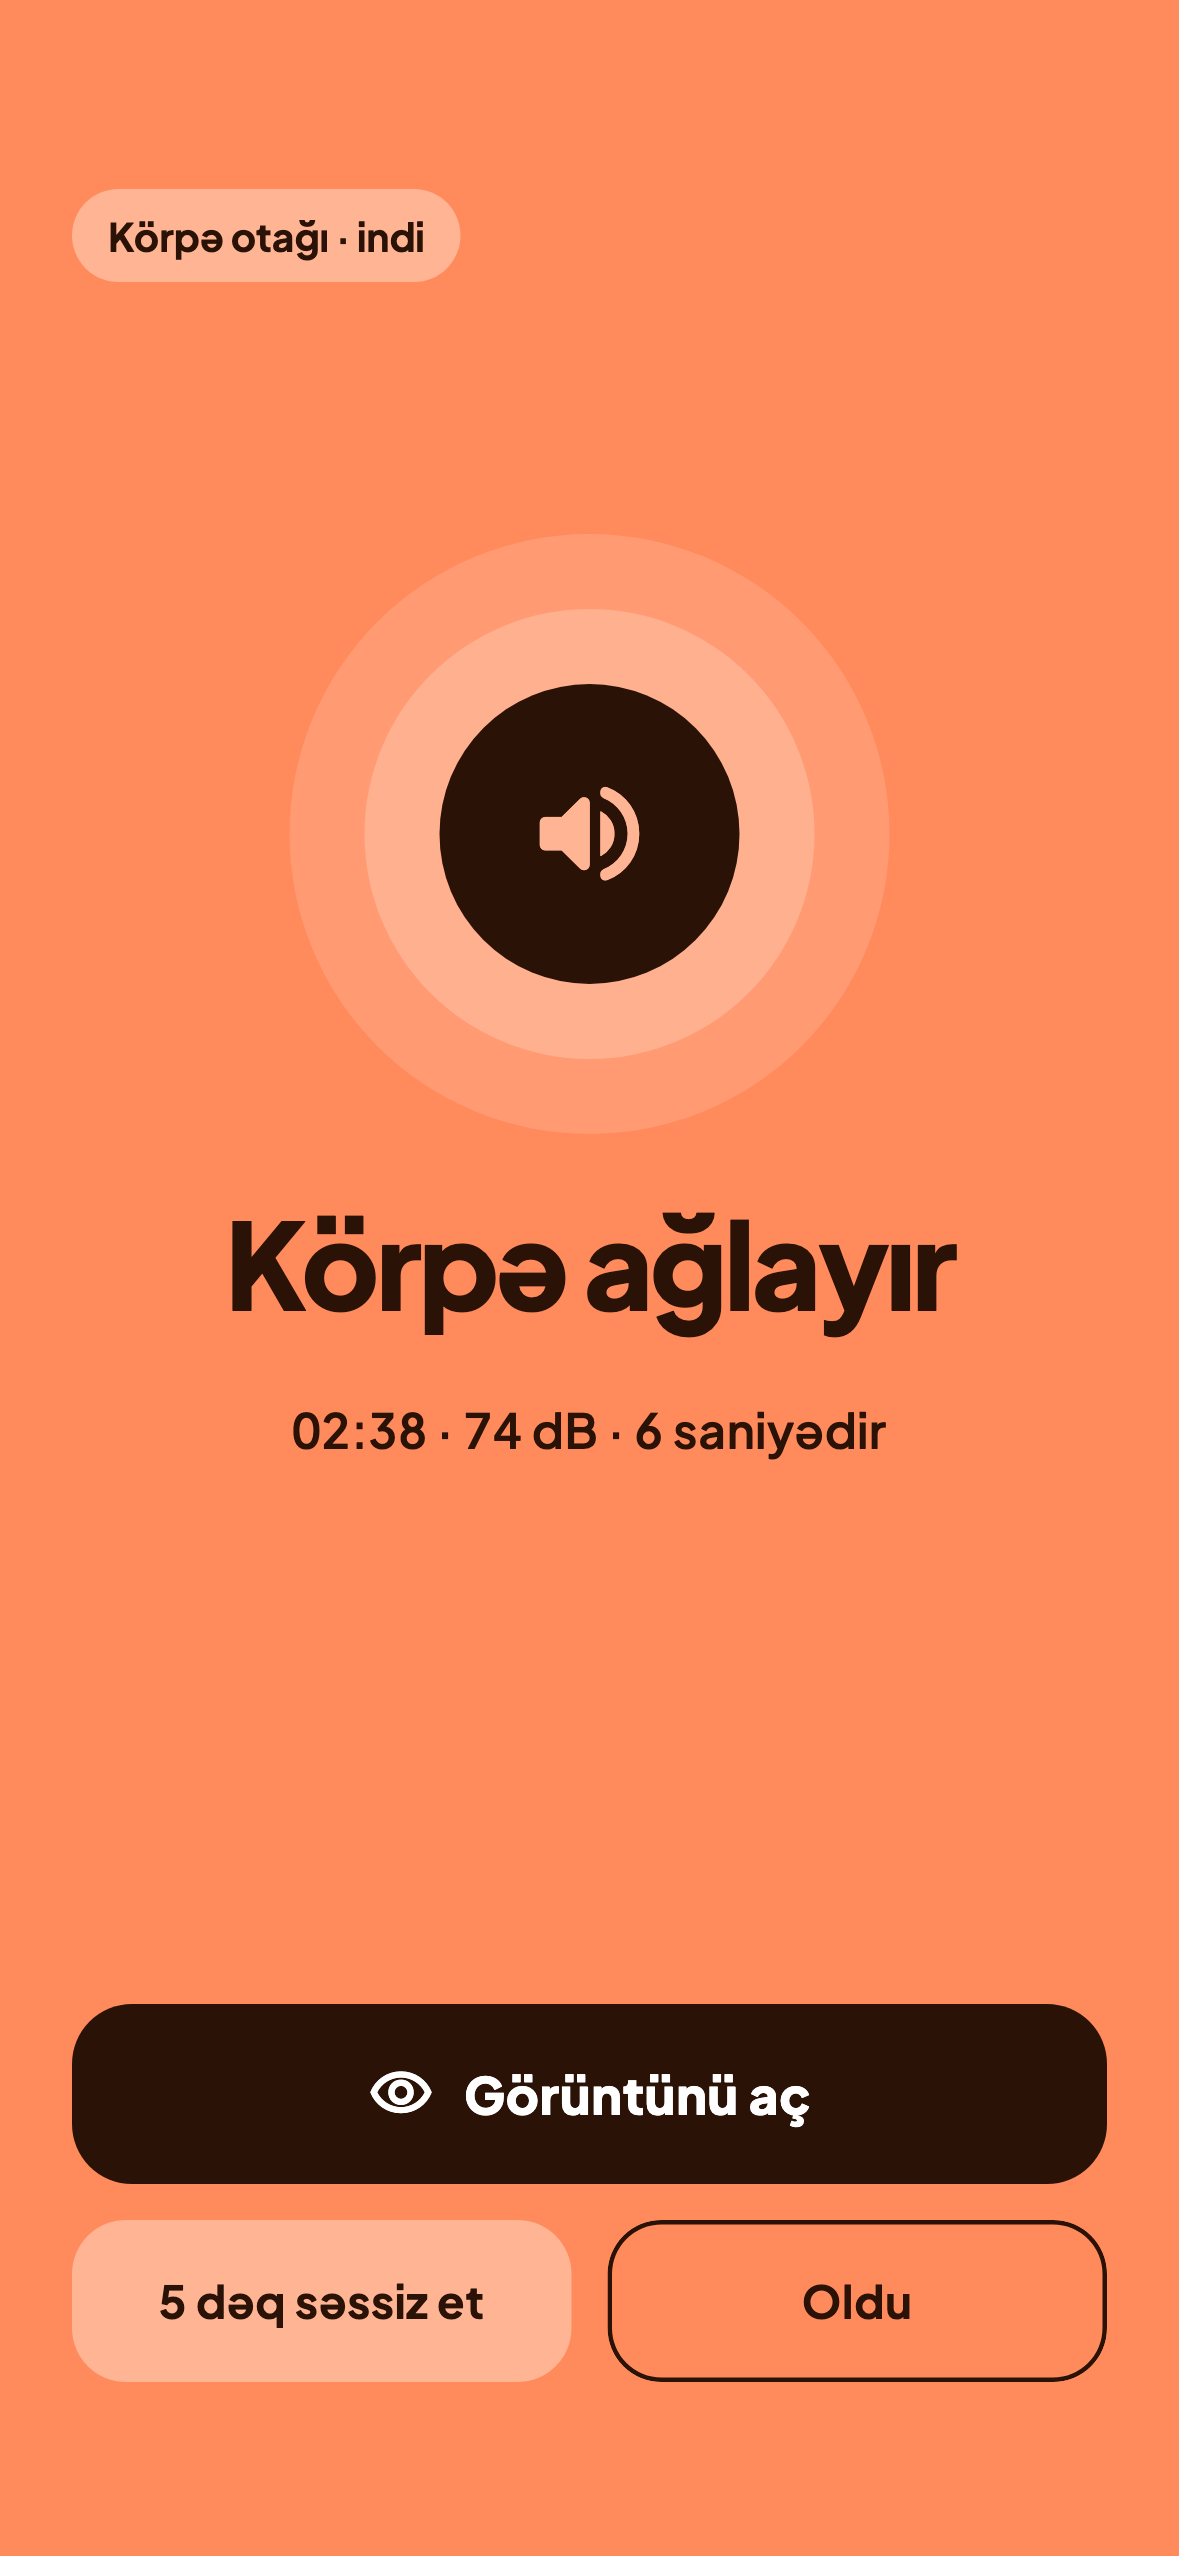 Körpə otağı · indi
Körpə ağlayır
02:38 · 74 dB · 6 saniyədir
Görüntünü aç
5 dəq səssiz et
Oldu